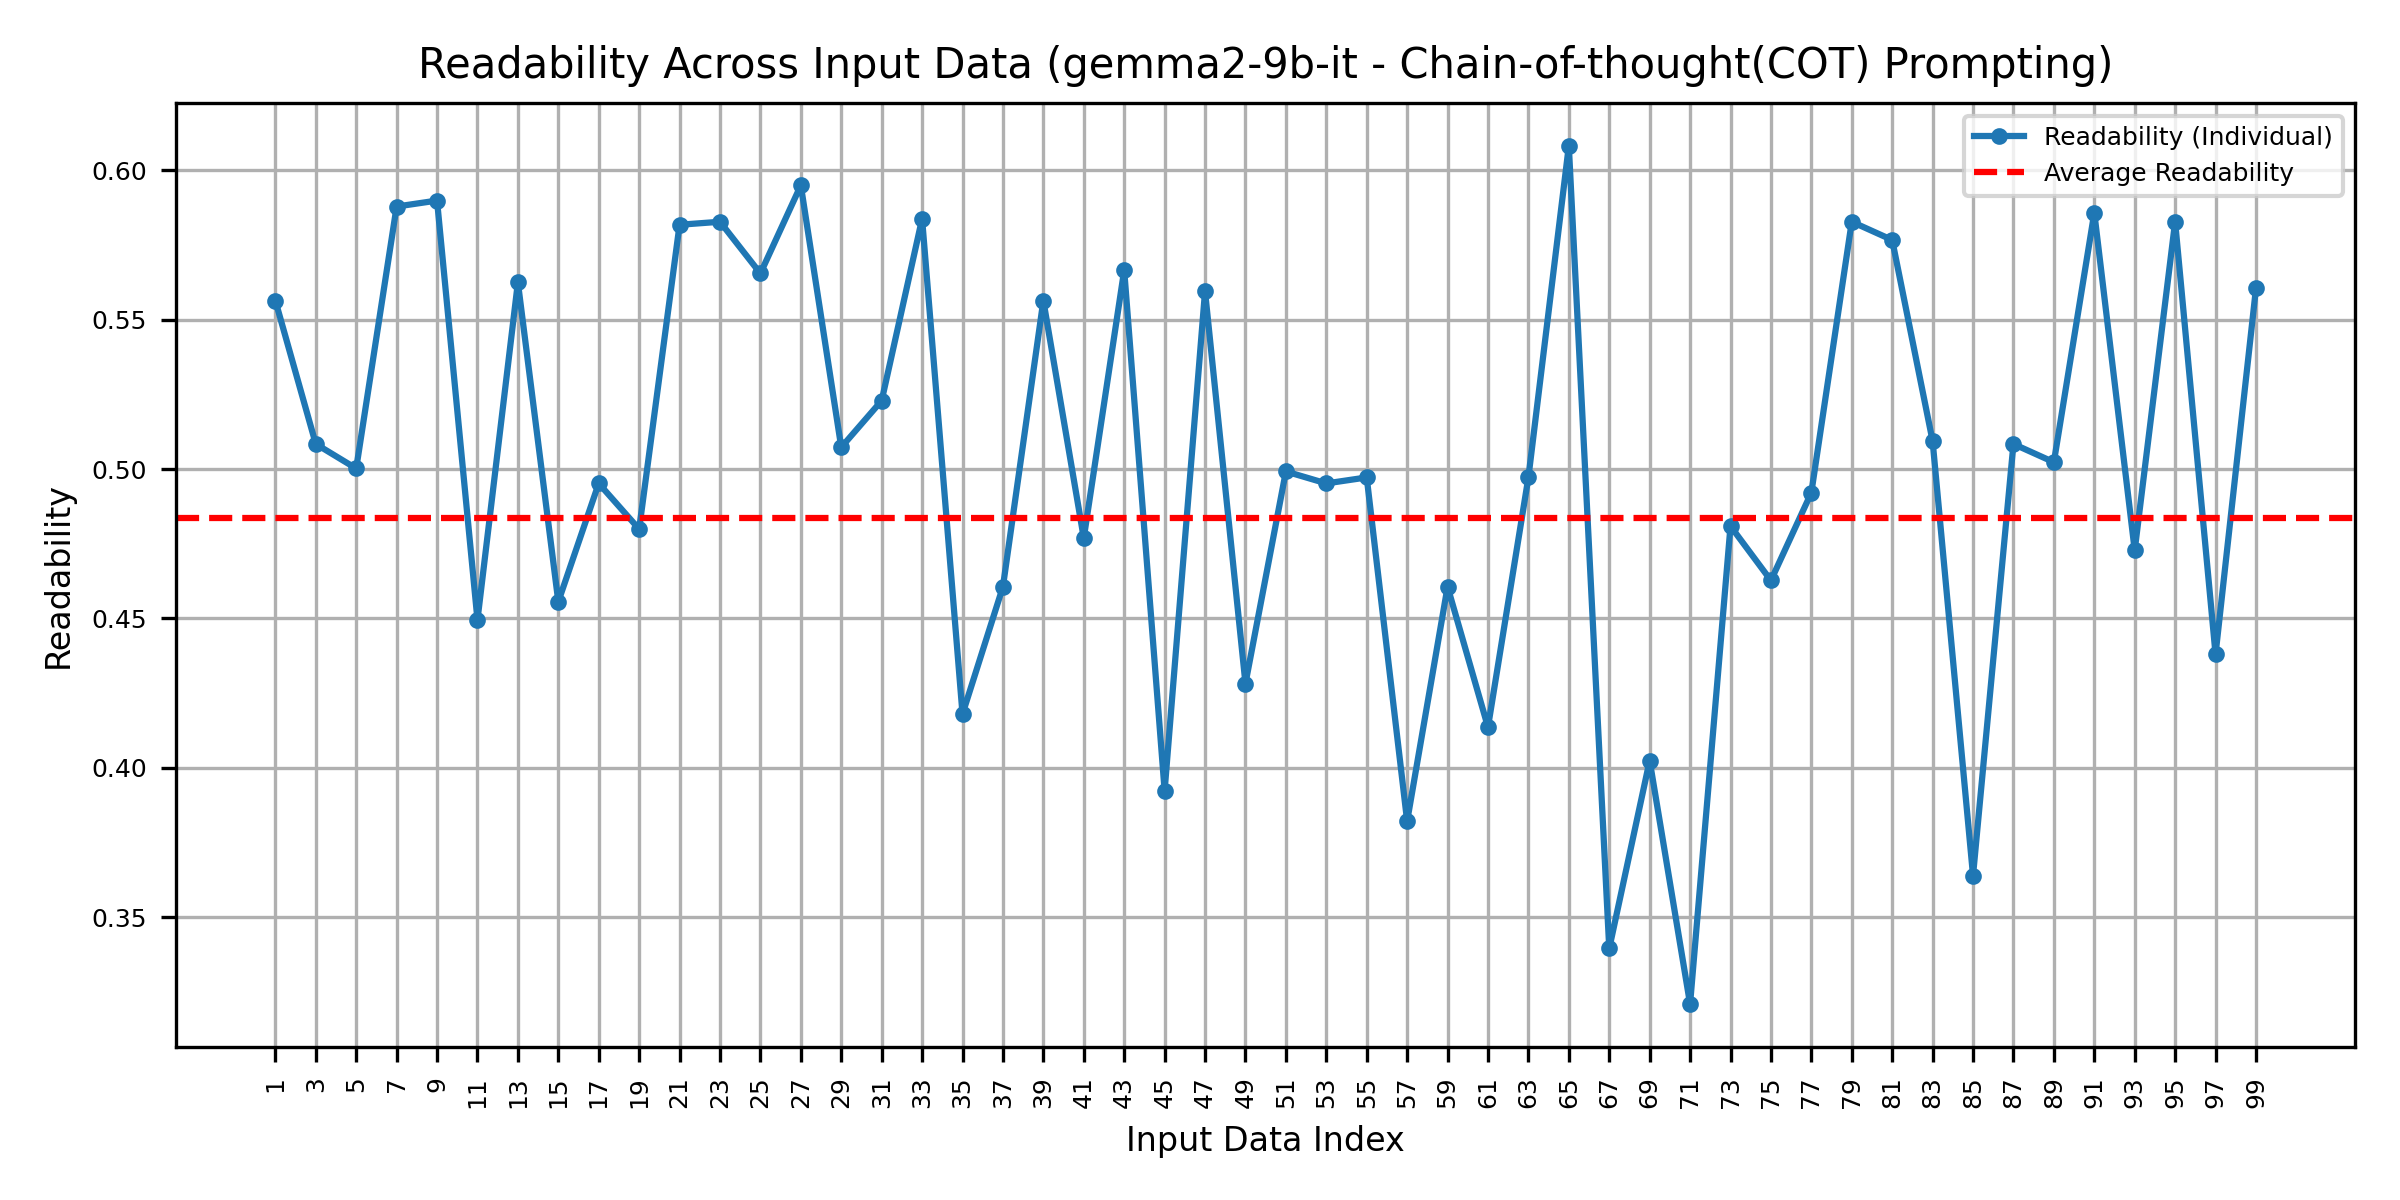 Readability Across Input Data (gemma2-9b-it - Chain-of-thought(COT) Prompting)
Readability (Individual)
Average Readability
0.60
0.55
0.50
0.45
0.40
0.35
Readability
1 3 5 7 9 11 13 15 17 19 21 23 25 27 29 31 33 35 37 39 41 43 45 47 49 51 53 55 57 59 61 63 65 67 69 71 73 75 77 79 81 83 85 87 89 91 93 95 97 99
Input Data Index